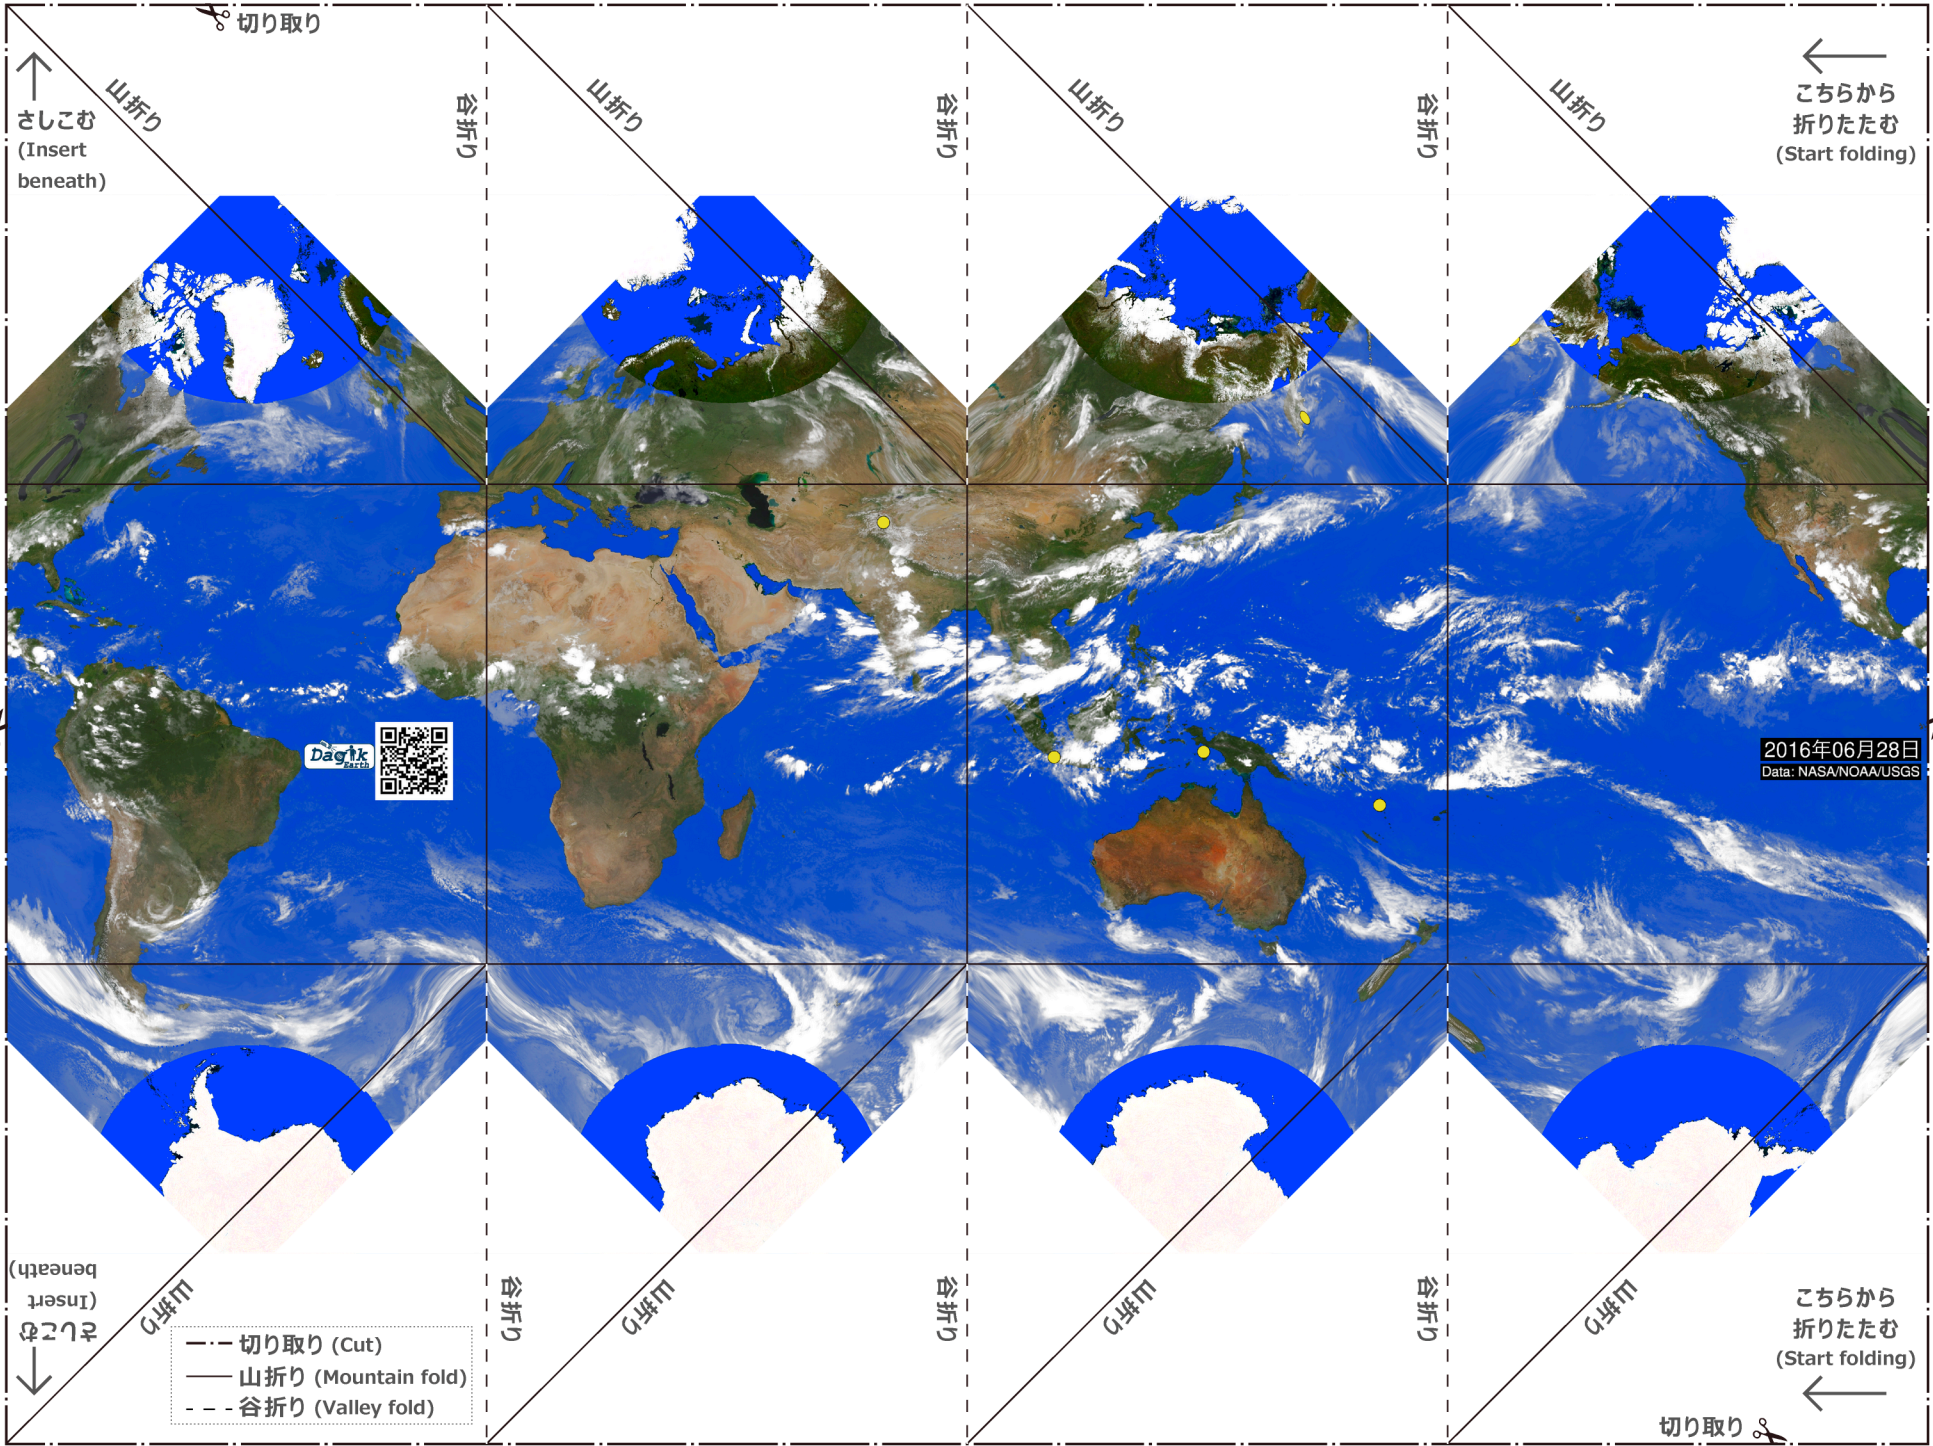 切り取り
山折り
谷折り
山折り
谷折り
山折り
谷折り
山折り
さしこむ
(Insert
beneath)
こちらから
折りたたむ
(Start folding)
Dagik
Earth
2016年06月28日
Data: NASA/NOAA/USGS
さしこむ
(Insert
beneath)
山折り
谷折り
山折り
谷折り
山折り
谷折り
山折り
こちらから
折りたたむ
(Start folding)
切り取り (Cut)
山折り (Mountain fold)
谷折り (Valley fold)
切り取り